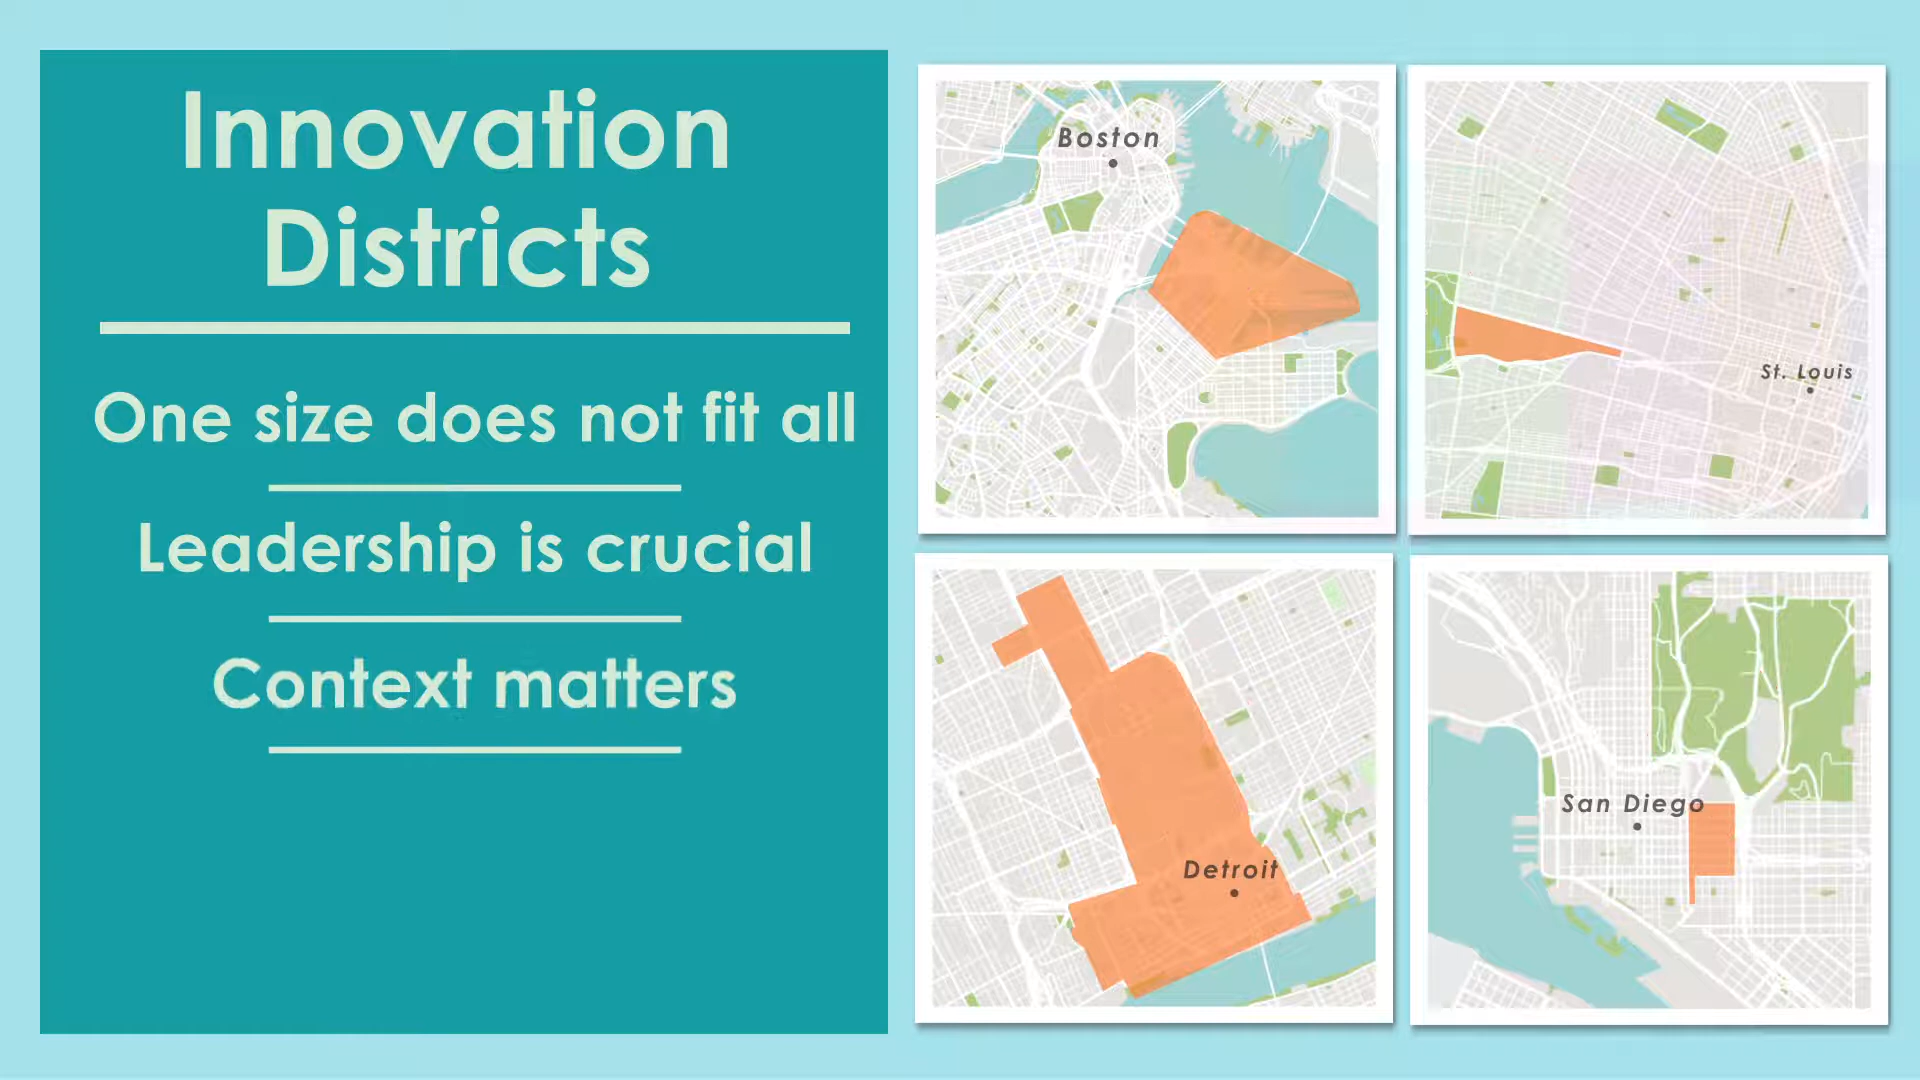 Innovation
Districts
One size does not fit all
Leadership is crucial
Context matters
Boston
St. Louis
Detroit
San Diego